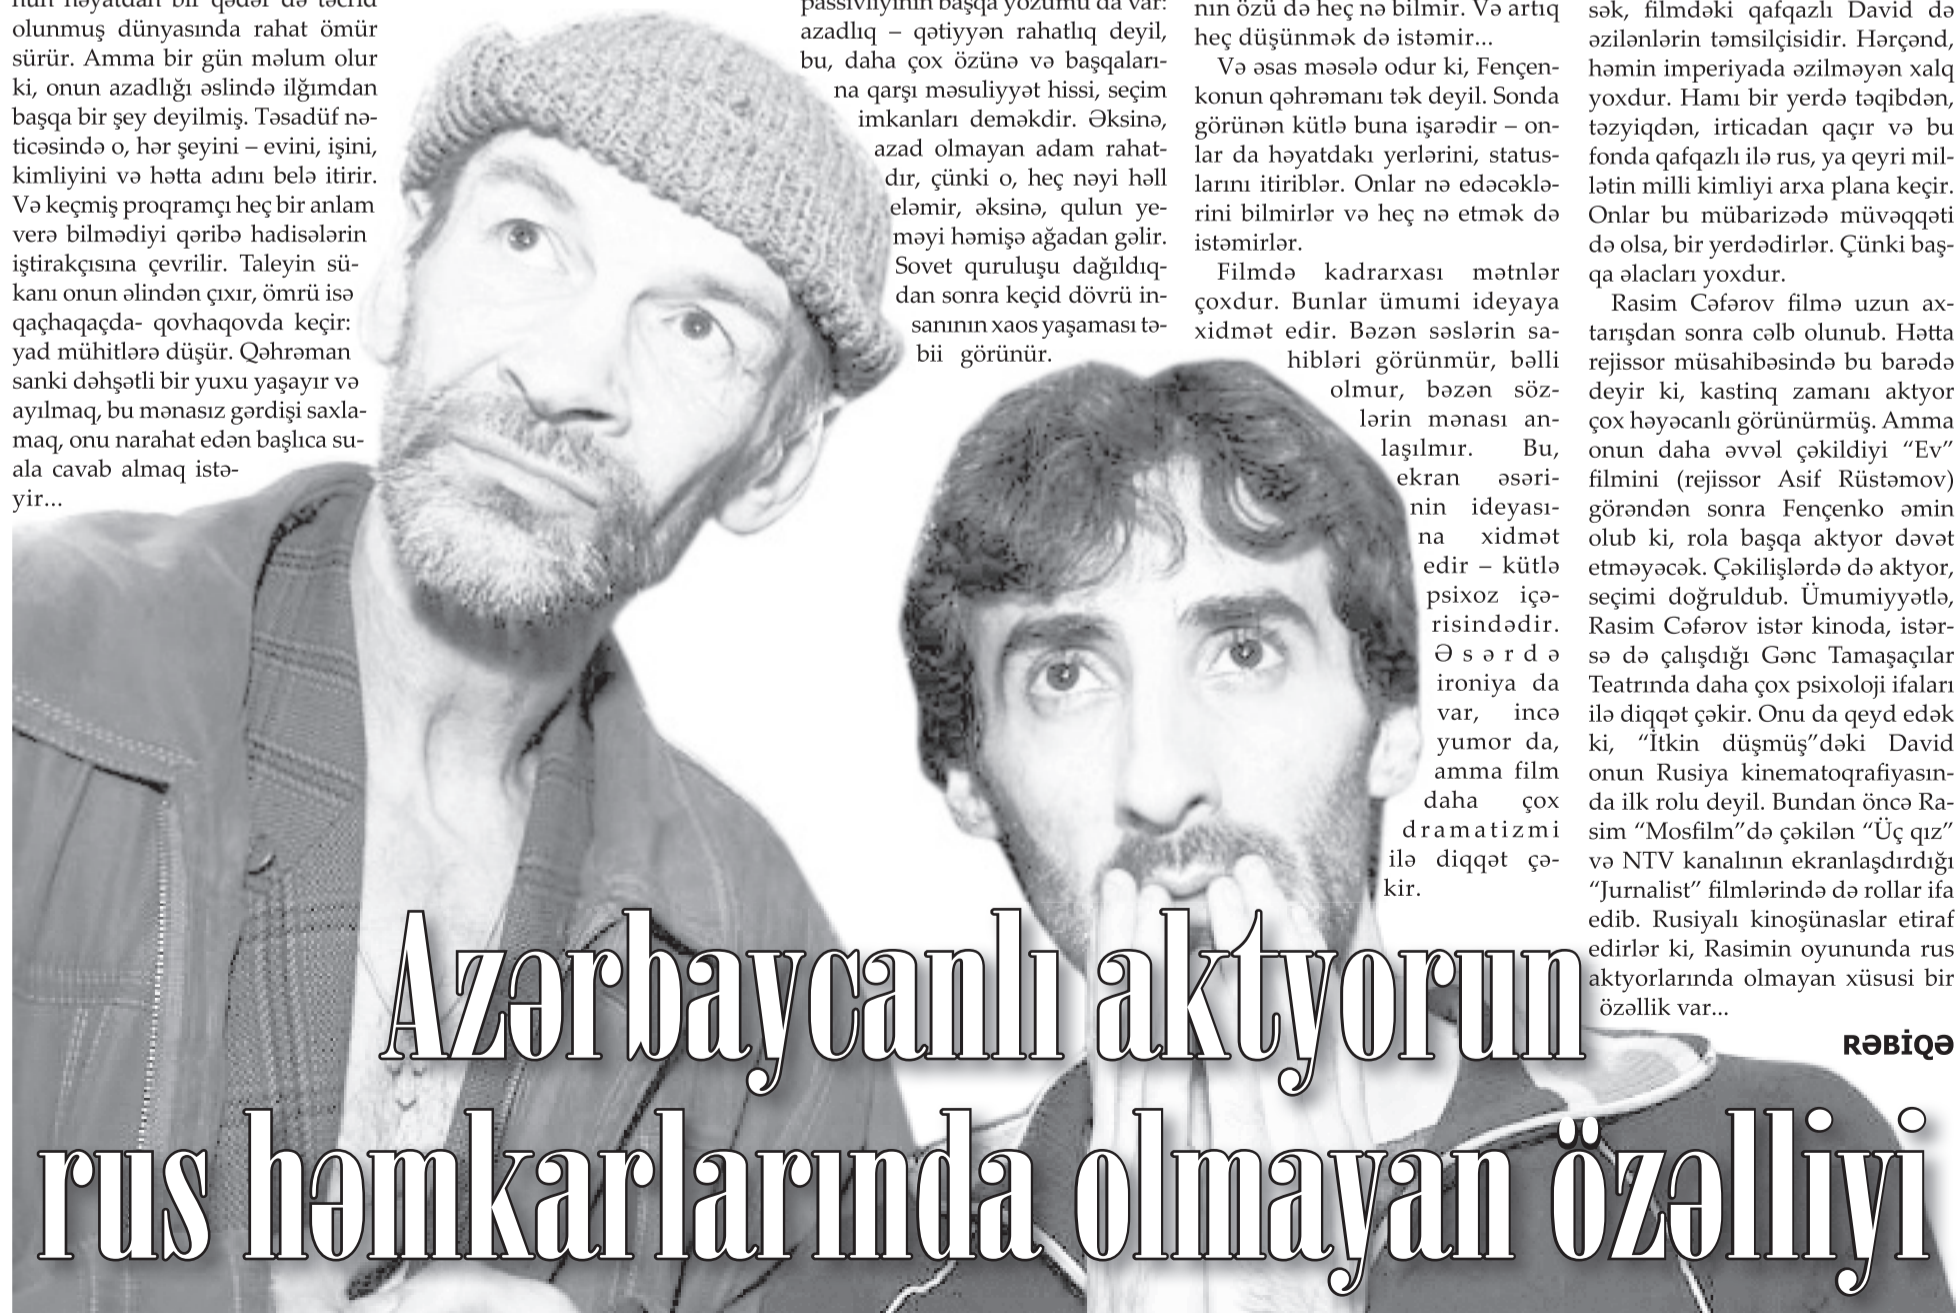 nun həyatdan bir qədər də təcrid
olunmuş dünyasında rahat ömür
sürür. Amma bir gün məlum olur
ki, onun azadlığı əslində ilğımdan
başqa bir şey deyilmiş. Təsadüf nə-
ticəsində o, hər şeyini – evini, işini,
kimliyini və hətta adını belə itirir.
Və keçmiş proqramçı heç bir anlam
verə bilmədiyi qəribə hadisələrin
iştirakçısına çevrilir. Taleyin sü-
kanı onun əlindən çıxır, ömrü isə
qaçhaqaçda- qovhaqovda keçir:
yad mühitlərə düşür. Qəhrəman
sanki dəhşətli bir yuxu yaşayır və
ayılmaq, bu mənasız gərdişi saxla-
maq, onu narahat edən başlıca su-
ala cavab almaq istə-
yir...
passivliyinin başqa yozumu da var:
azadlıq – qətiyyən rahatlıq deyil,
bu, daha çox özünə və başqaları-
na qarşı məsuliyyət hissi, seçim
imkanları deməkdir. Əksinə,
azad olmayan adam rahat-
dır, çünki o, heç nəyi həll
eləmir, əksinə, qulun ye-
məyi həmişə ağadan gəlir.
Sovet quruluşu dağıldıq-
dan sonra keçid dövrü in-
sanının xaos yaşaması tə-
bii görünür.
nın özü də heç nə bilmir. Və artıq
heç düşünmək də istəmir...
Və əsas məsələ odur ki, Fençen-
konun qəhrəmanı tək deyil. Sonda
görünən kütlə buna işarədir – on-
lar da həyatdakı yerlərini, status-
larını itiriblər. Onlar nə edəcəklə-
rini bilmirlər və heç nə etmək də
istəmirlər.
Filmdə kadrarxası mətnlər
çoxdur. Bunlar ümumi ideyaya
xidmət edir. Bəzən səslərin sa-
hibləri görünmür, bəlli
olmur, bəzən söz-
lərin mənası an-
laşılmır. Bu,
ekran əsəri-
nin ideyası-
na xidmət
edir – kütlə
psixoz içə-
risindədir.
Əsərdə
ironiya da
var, incə
yumor da,
amma film
daha çox
dramatizmi
ilə diqqət çə-
kir.
sək, filmdəki qafqazlı David də
əzilənlərin təmsilçisidir. Hərçənd,
həmin imperiyada əzilməyən xalq
yoxdur. Hamı bir yerdə təqibdən,
təzyiqdən, irticadan qaçır və bu
fonda qafqazlı ilə rus, ya qeyri mil-
lətin milli kimliyi arxa plana keçir.
Onlar bu mübarizədə müvəqqəti
də olsa, bir yerdədirlər. Çünki baş-
qa əlacları yoxdur.
Rasim Cəfərov filmə uzun ax-
tarışdan sonra cəlb olunub. Hətta
rejissor müsahibəsində bu barədə
deyir ki, kastinq zamanı aktyor
çox həyəcanlı görünürmüş. Amma
onun daha əvvəl çəkildiyi “Ev”
filmini (rejissor Asif Rüstəmov)
görəndən sonra Fençenko əmin
olub ki, rola başqa aktyor dəvət
etməyəcək. Çəkilişlərdə də aktyor,
seçimi doğruldub. Ümumiyyətlə,
Rasim Cəfərov istər kinoda, istər-
sə də çalışdığı Gənc Tamaşaçılar
Teatrında daha çox psixoloji ifaları
ilə diqqət çəkir. Onu da qeyd edək
ki, “İtkin düşmüş”dəki David
onun Rusiya kinematoqrafiyasın-
da ilk rolu deyil. Bundan öncə Ra-
sim “Mosfilm”də çəkilən “Üç qız”
və NTV kanalının ekranlaşdırdığı
“Jurnalist” filmlərində də rollar ifa
edib. Rusiyalı kinoşünaslar etiraf
edirlər ki, Rasimin oyununda rus
aktyorlarında olmayan xüsusi bir
özəllik var...
RƏBİQƏ
Azərbaycanlı aktyorun
rus həmkarlarında olmayan özəlliyi